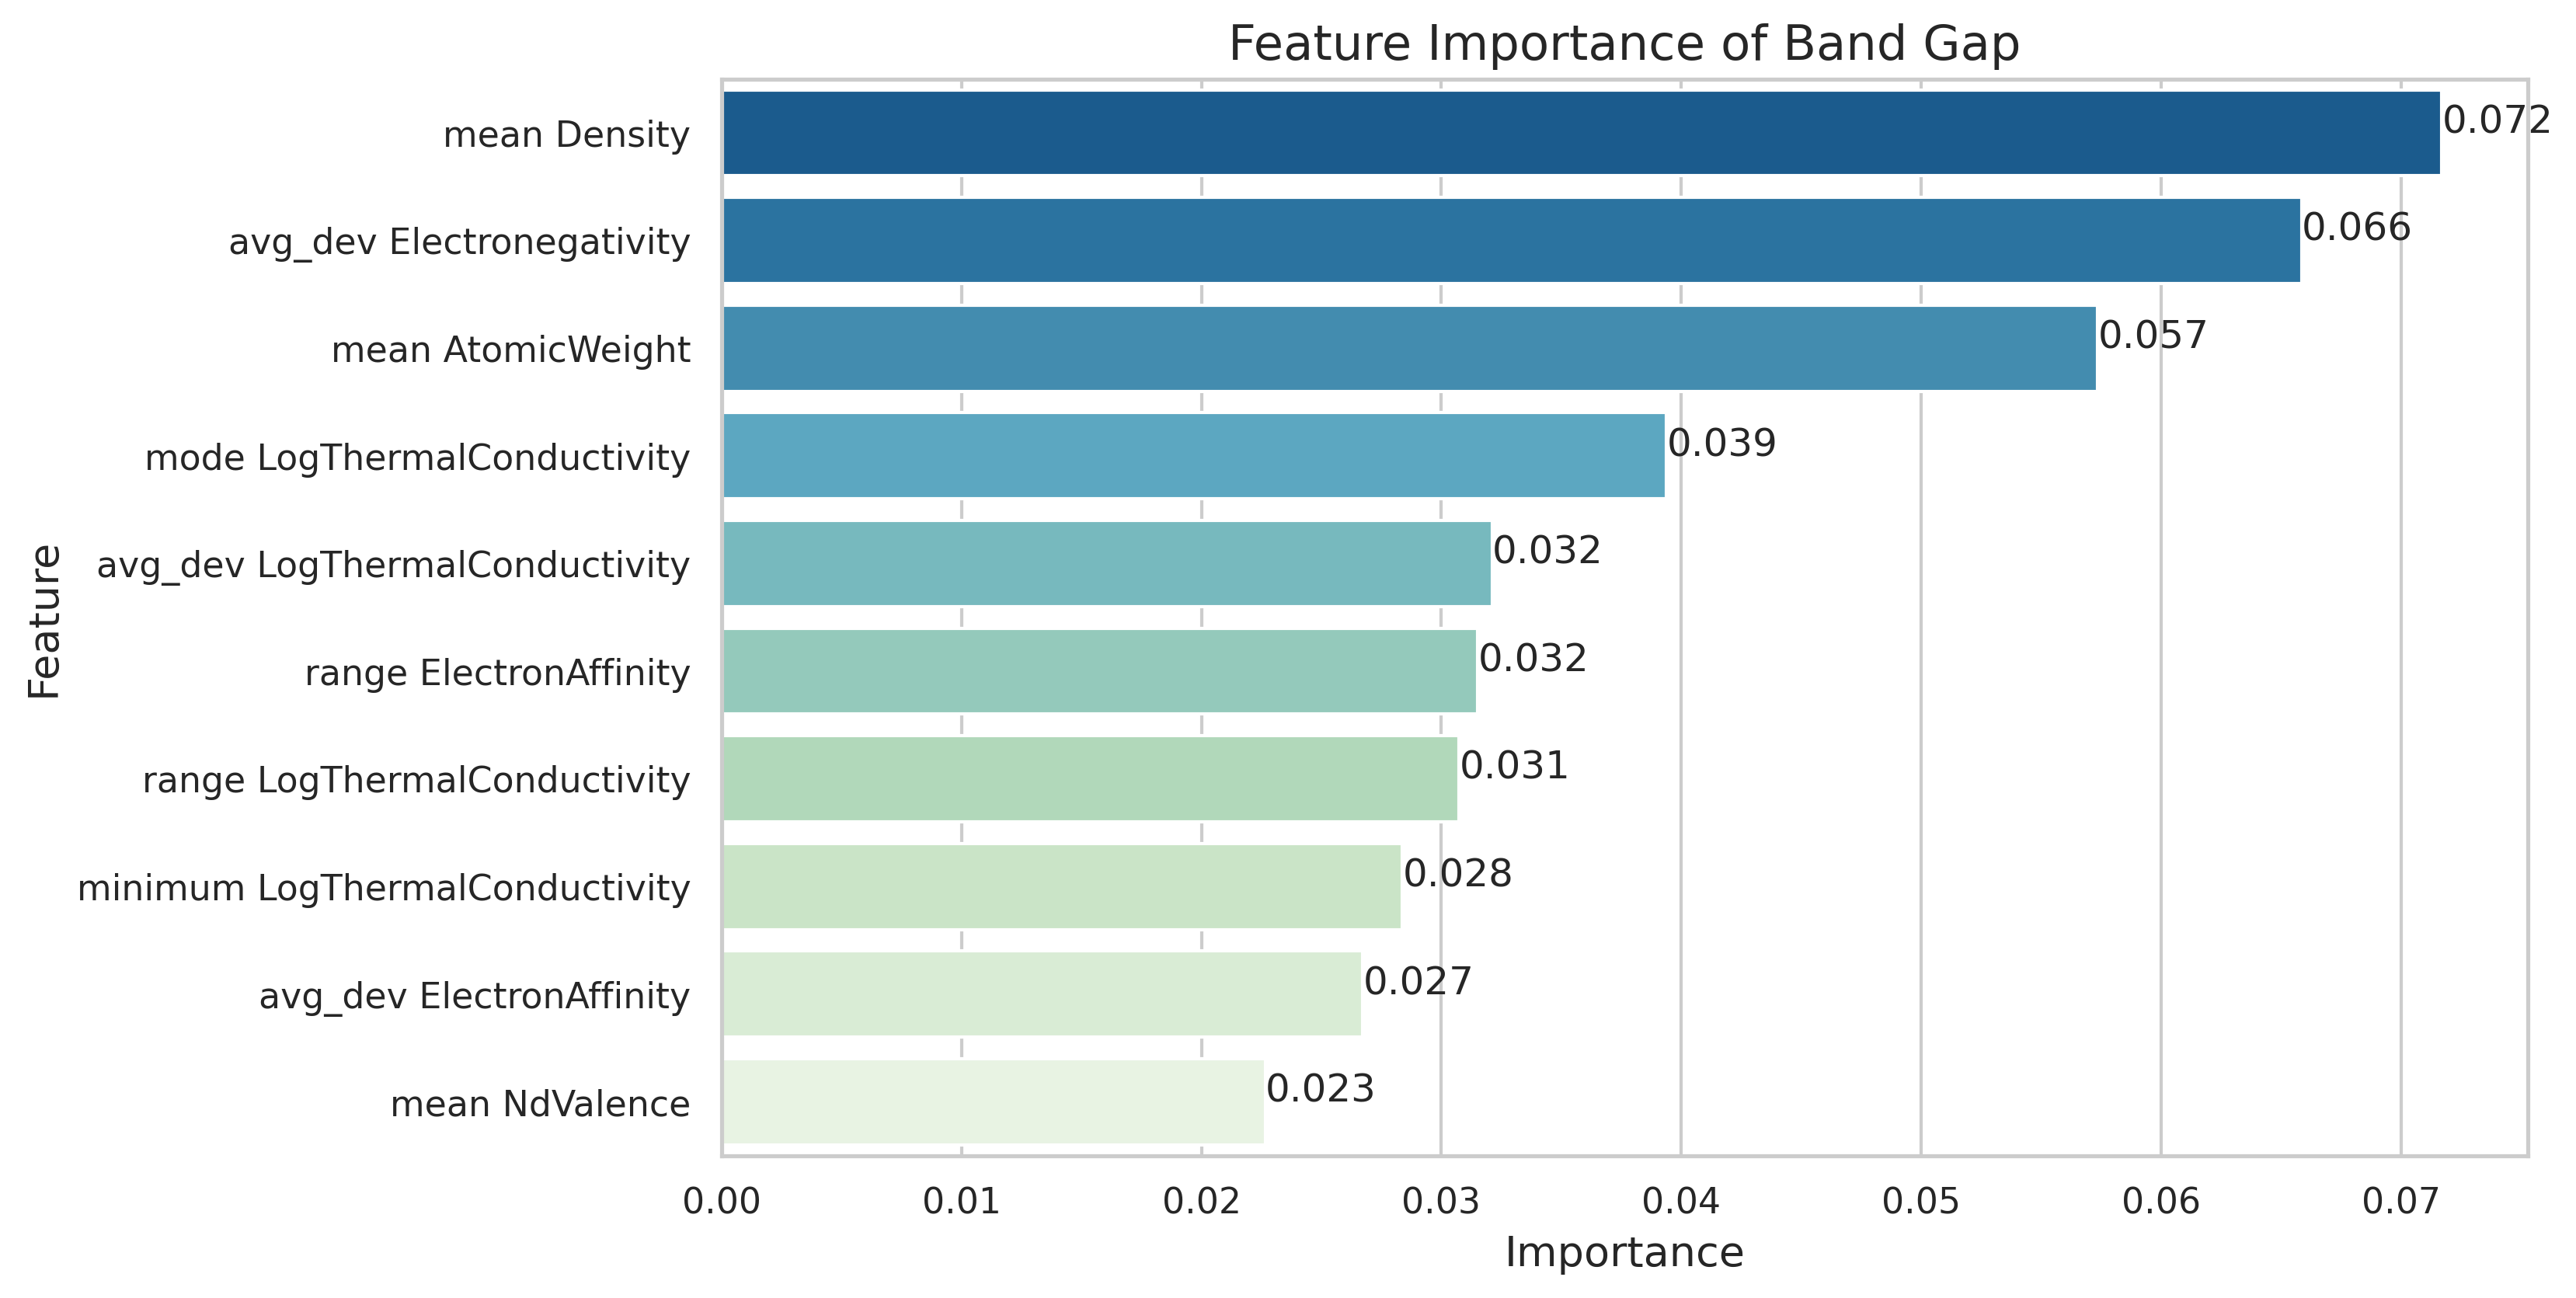 Feature Importance of Band Gap
mean Density
0.072
avg_dev Electronegativity
0.066
mean AtomicWeight
0.057
mode LogThermalConductivity
0.039
avg_dev LogThermalConductivity
0.032
range ElectronAffinity
0.032
range LogThermalConductivity
0.031
minimum LogThermalConductivity
0.028
avg_dev ElectronAffinity
0.027
mean NdValence
0.023
Feature
0.00 0.01 0.02 0.03 0.04 0.05 0.06 0.07
Importance